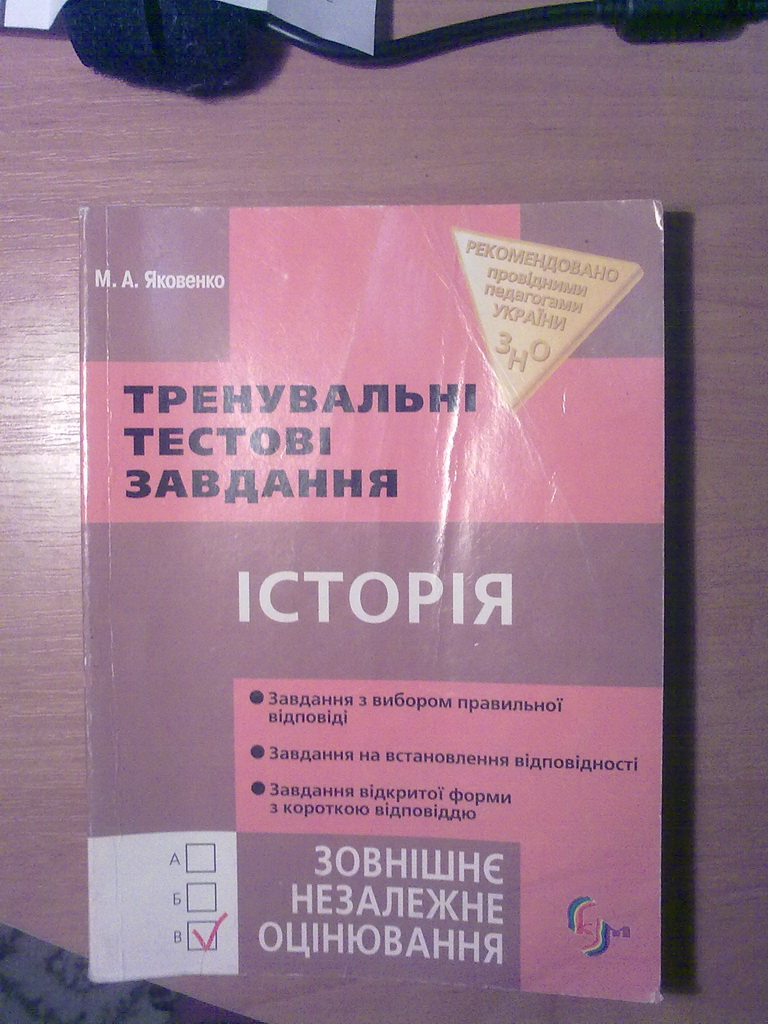 М. А. Яковенко
РЕКОМЕНДОВАНО
провідними
педагогами
УКРАЇНИ
ЗНО
ТРЕНУВАЛЬНІ
ТЕСТОВІ
ЗАВДАННЯ
ІСТОРІЯ
● Завдання з вибором правильної
відповіді
● Завдання на встановлення відповідності
● Завдання відкритої форми
з короткою відповіддю
А
Б
В
ЗОВНІШНЄ
НЕЗАЛЕЖНЕ
ОЦІНЮВАННЯ